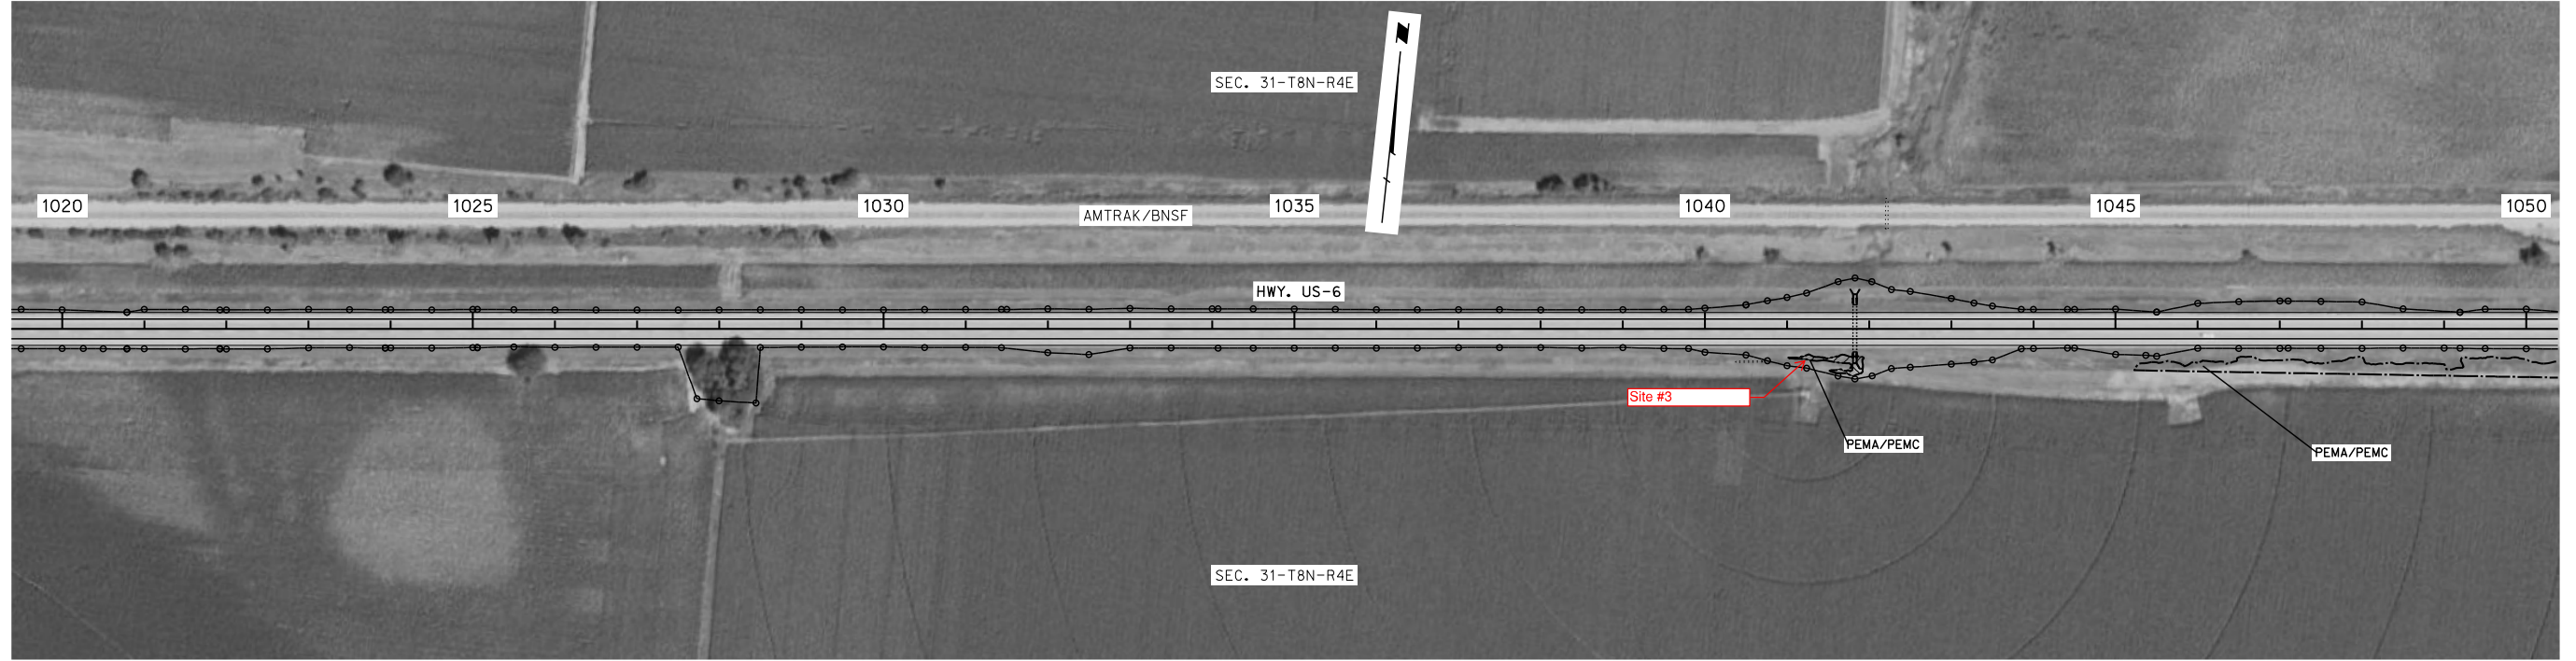 N
SEC. 31-T8N-R4E
1020
1025
1030
1035
1040
1045
1050
AMTRAK/BNSF
HWY. US-6
Site #3
PEMA/PEMC
PEMA/PEMC
SEC. 31-T8N-R4E